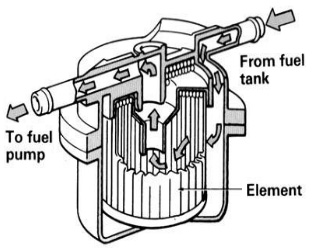 From fuel
tank
To fuel
pump
Element